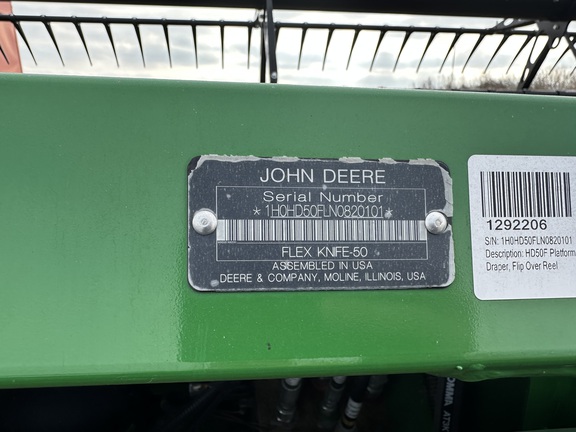 JOHN DEERE
Serial Number
*1H0HD50FLN0820101*
FLEX KNIFE-50
ASSEMBLED IN USA
DEERE & COMPANY, MOLINE, ILLINOIS, USA
1292206
S/N: 1H0HD50FLN0820101
Description: HD50F Platform,
Draper, Flip Over Reel